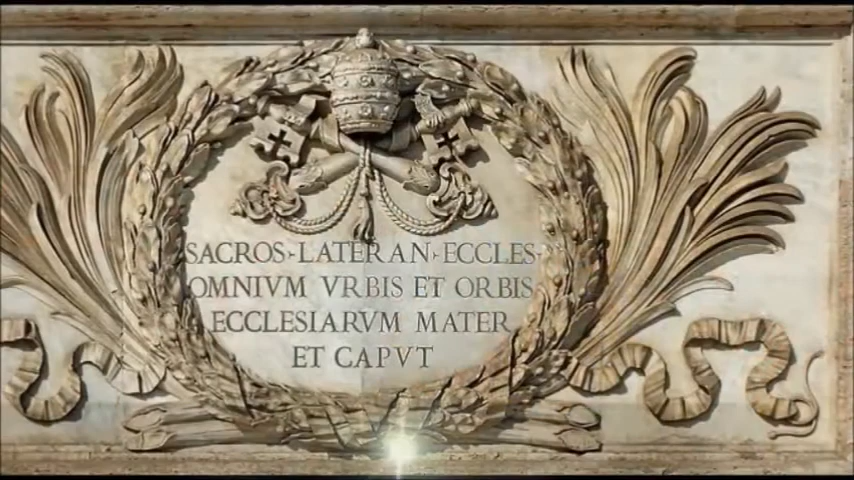 SACROS·LATERAN·ECCLES·
OMNIVM VRBIS ET ORBIS
ECCLESIARVM MATER
ET CAPVT